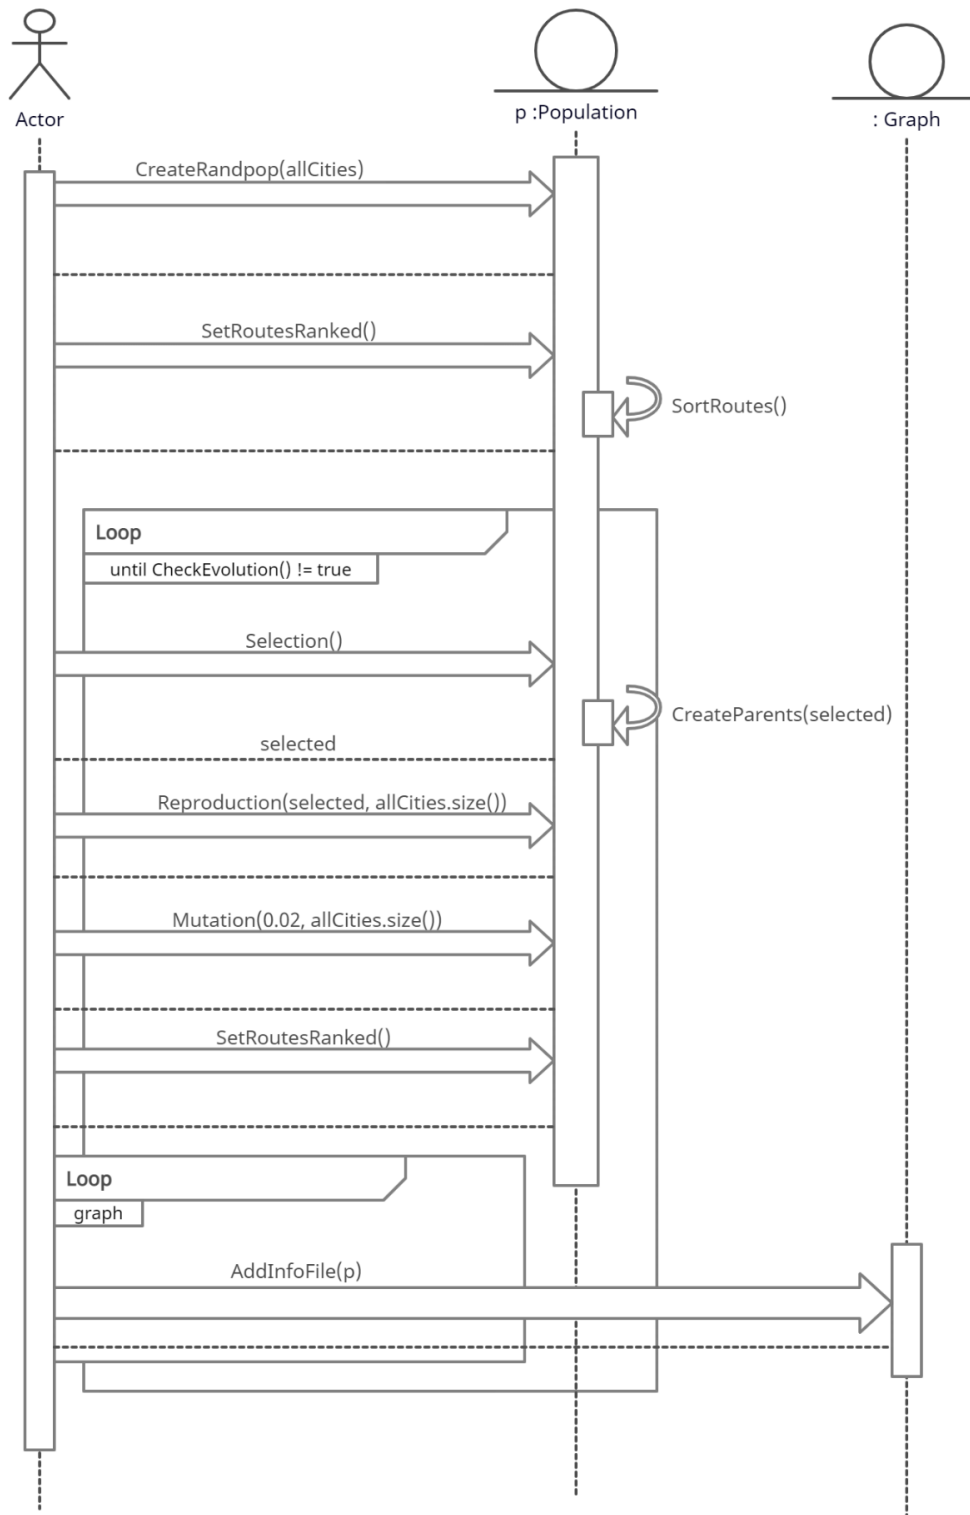 Actor
p :Population
: Graph
CreateRandpop(allCities)
SetRoutesRanked()
SortRoutes()
Loop
until CheckEvolution() != true
Selection()
CreateParents(selected)
selected
Reproduction(selected, allCities.size())
Mutation(0.02, allCities.size())
SetRoutesRanked()
Loop
graph
AddInfoFile(p)